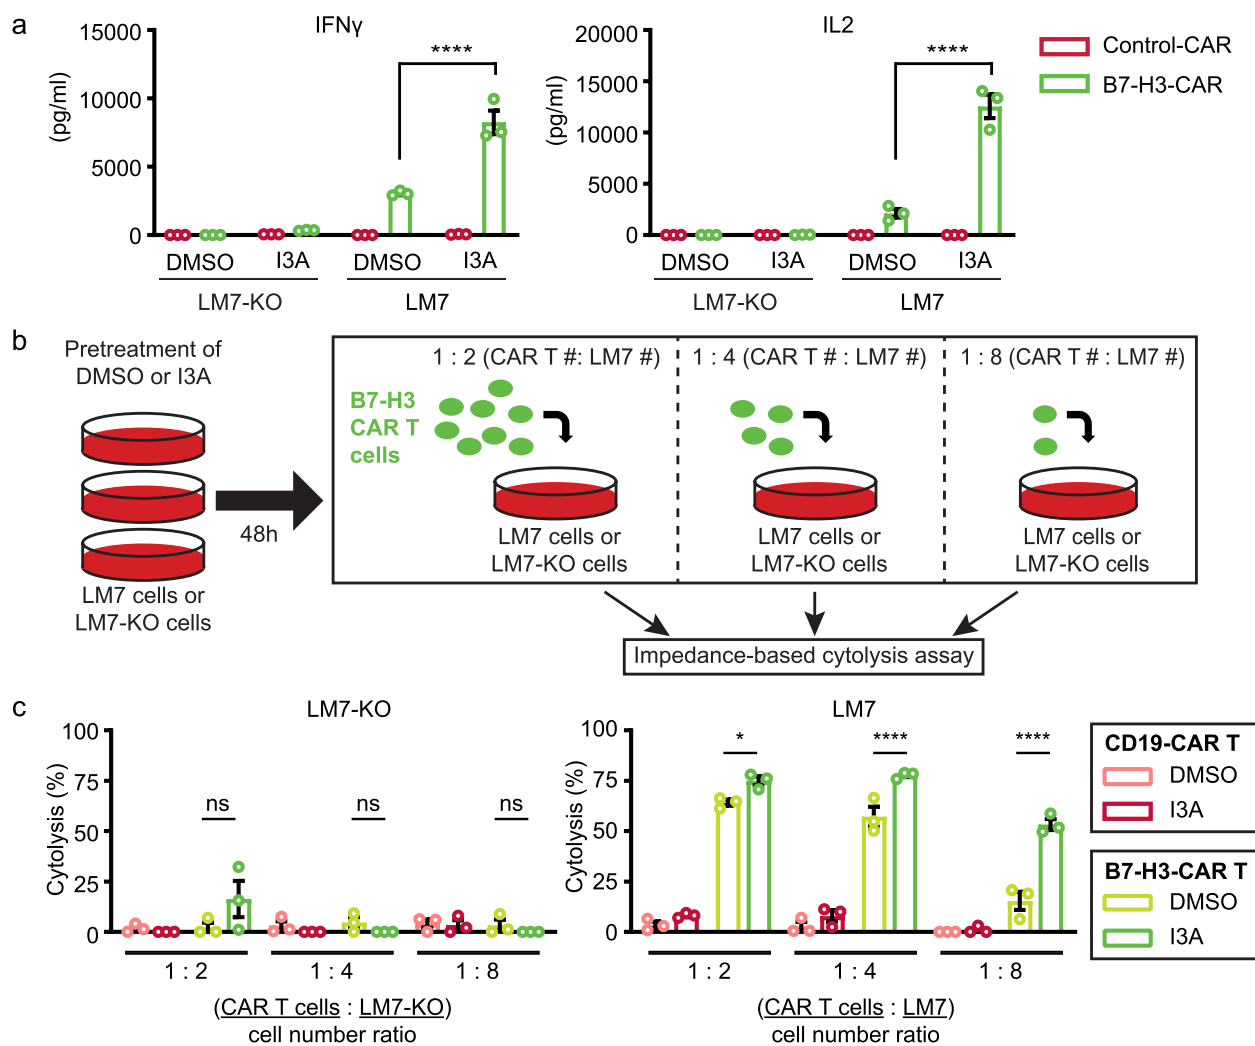 a
IFNγ
IL2
Control-CAR
B7-H3-CAR
(pg/ml)
15000
10000
5000
0
****
DMSO
I3A
DMSO
I3A
LM7-KO
LM7
(pg/ml)
20000
15000
10000
5000
0
****
DMSO
I3A
DMSO
I3A
LM7-KO
LM7
b
Pretreatment of
DMSO or I3A
LM7 cells or
LM7-KO cells
48h
B7-H3
CAR T
cells
1 : 2 (CAR T # : LM7 #)
LM7 cells or
LM7-KO cells
1 : 4 (CAR T # : LM7 #)
LM7 cells or
LM7-KO cells
1 : 8 (CAR T # : LM7 #)
LM7 cells or
LM7-KO cells
Impedance-based cytolysis assay
c
LM7-KO
Cytolysis (%)
100
75
50
25
0
ns
ns
ns
1 : 2
1 : 4
1 : 8
(CAR T cells : LM7-KO)
cell number ratio
LM7
Cytolysis (%)
100
75
50
25
0
*
****
****
1 : 2
1 : 4
1 : 8
(CAR T cells : LM7)
cell number ratio
CD19-CAR T
DMSO
I3A
B7-H3-CAR T
DMSO
I3A